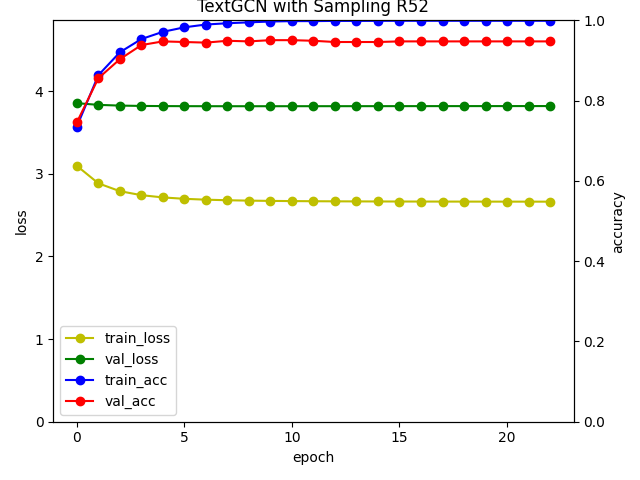 TextGCN with Sampling R52
loss
4
3
2
1
0
1.0
0.8
0.6
0.4
0.2
0.0
accuracy
train_loss
val_loss
train_acc
val_acc
0 5 10 15 20
epoch